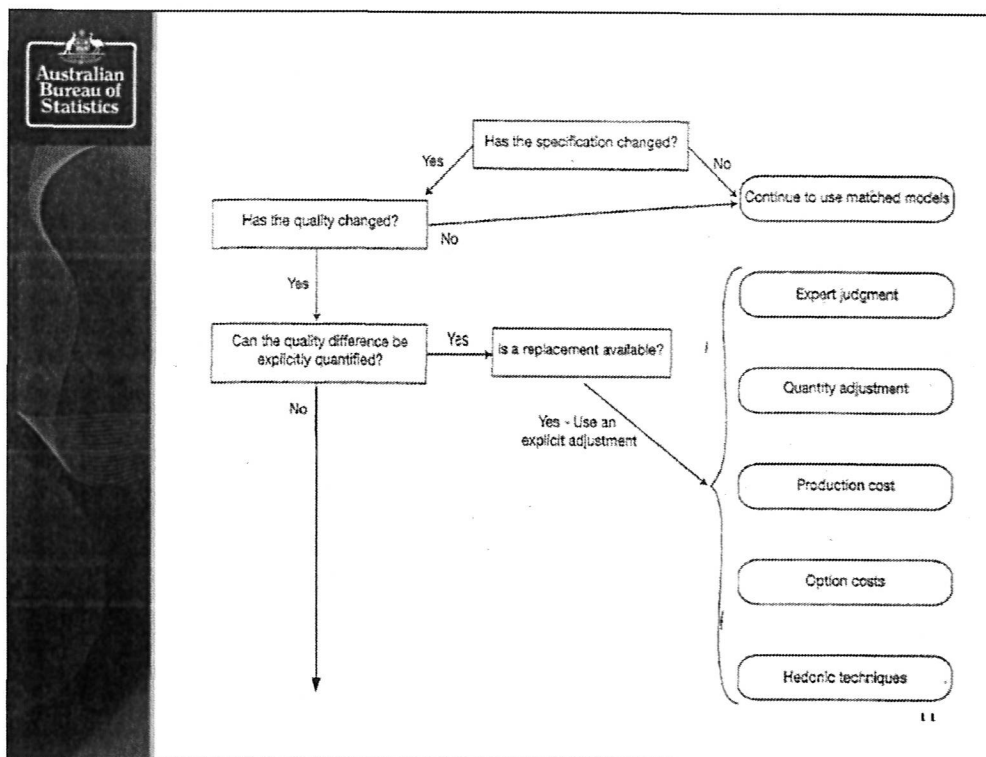 Australian
Bureau of
Statistics
Has the specification changed?
Yes
No
Continue to use matched models
Has the quality changed?
No
Yes
Expert judgment
Can the quality difference be
explicitly quantified?
Yes
Is a replacement available?
No
Quantity adjustment
Yes - Use an
explicit adjustment
Production cost
Option costs
Hedonic techniques
11